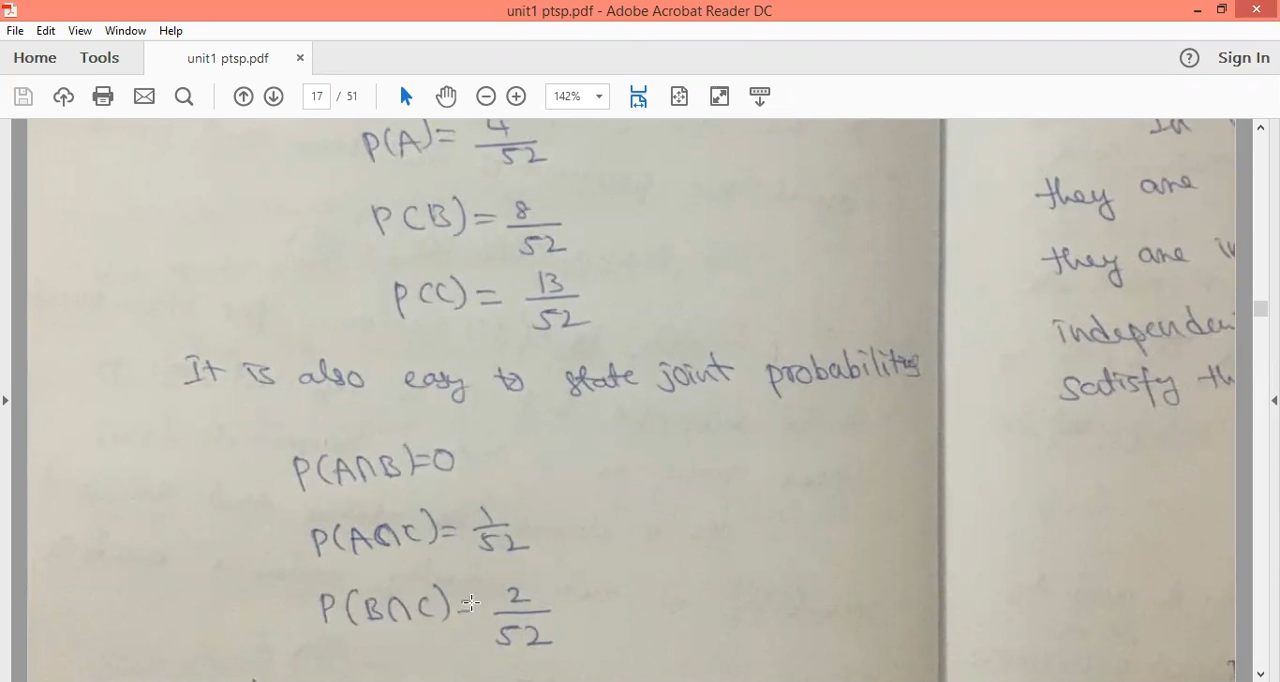 unit1 ptsp.pdf - Adobe Acrobat Reader DC
File Edit View Window Help
Home Tools unit1 ptsp.pdf × ? Sign In
17 / 51 142%
P(A)= 4/52
P(B)= 8/52
P(C)= 13/52
It is also easy to state joint probabilities
P(A∩B)=0
P(A∩C)= 1/52
P(B∩C)= 2/52
In
they are
they are
satisfy